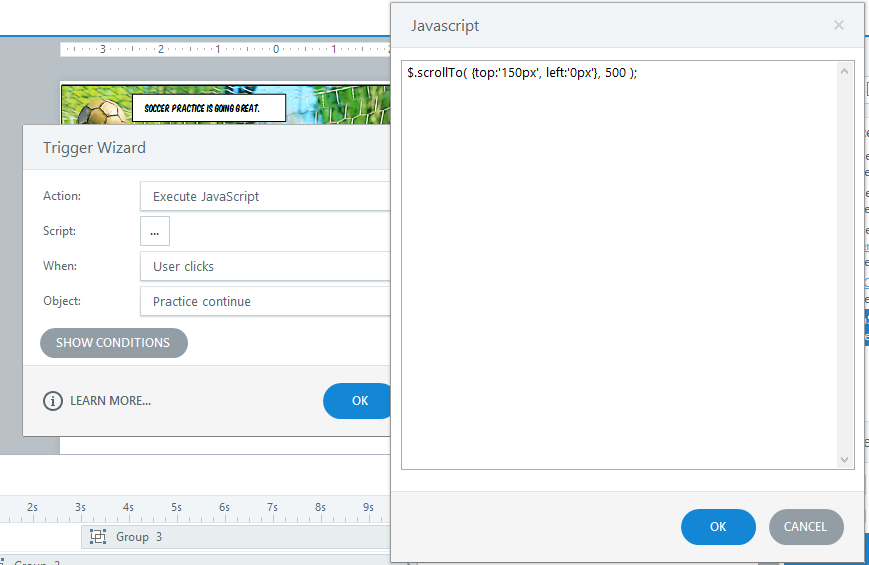 Javascript
×
$.scrollTo( {top:'150px', left:'0px'}, 500 );
3 2 1 0 1
SOCCER PRACTICE IS GOING GREAT.
Trigger Wizard
Action: Execute JavaScript
Script: ...
When: User clicks
Object: Practice continue
SHOW CONDITIONS
i LEARN MORE...
OK
2s 3s 4s 5s 6s 7s 8s 9s
Group 3
OK CANCEL